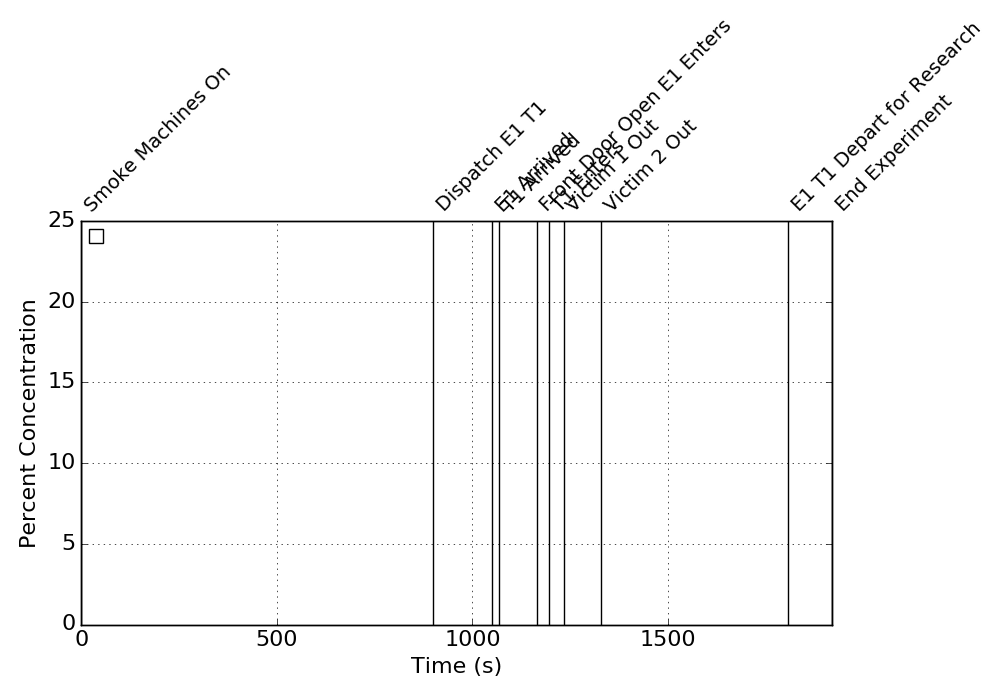 Smoke Machines On
Dispatch E1 T1
E1 Arrived
T1 Arrived
Front Door Open E1 Enters
T1 Enters
Victim 1 Out
Victim 2 Out
E1 T1 Depart for Research
End Experiment
25
20
15
10
5
0
Percent Concentration
0 500 1000 1500
Time (s)